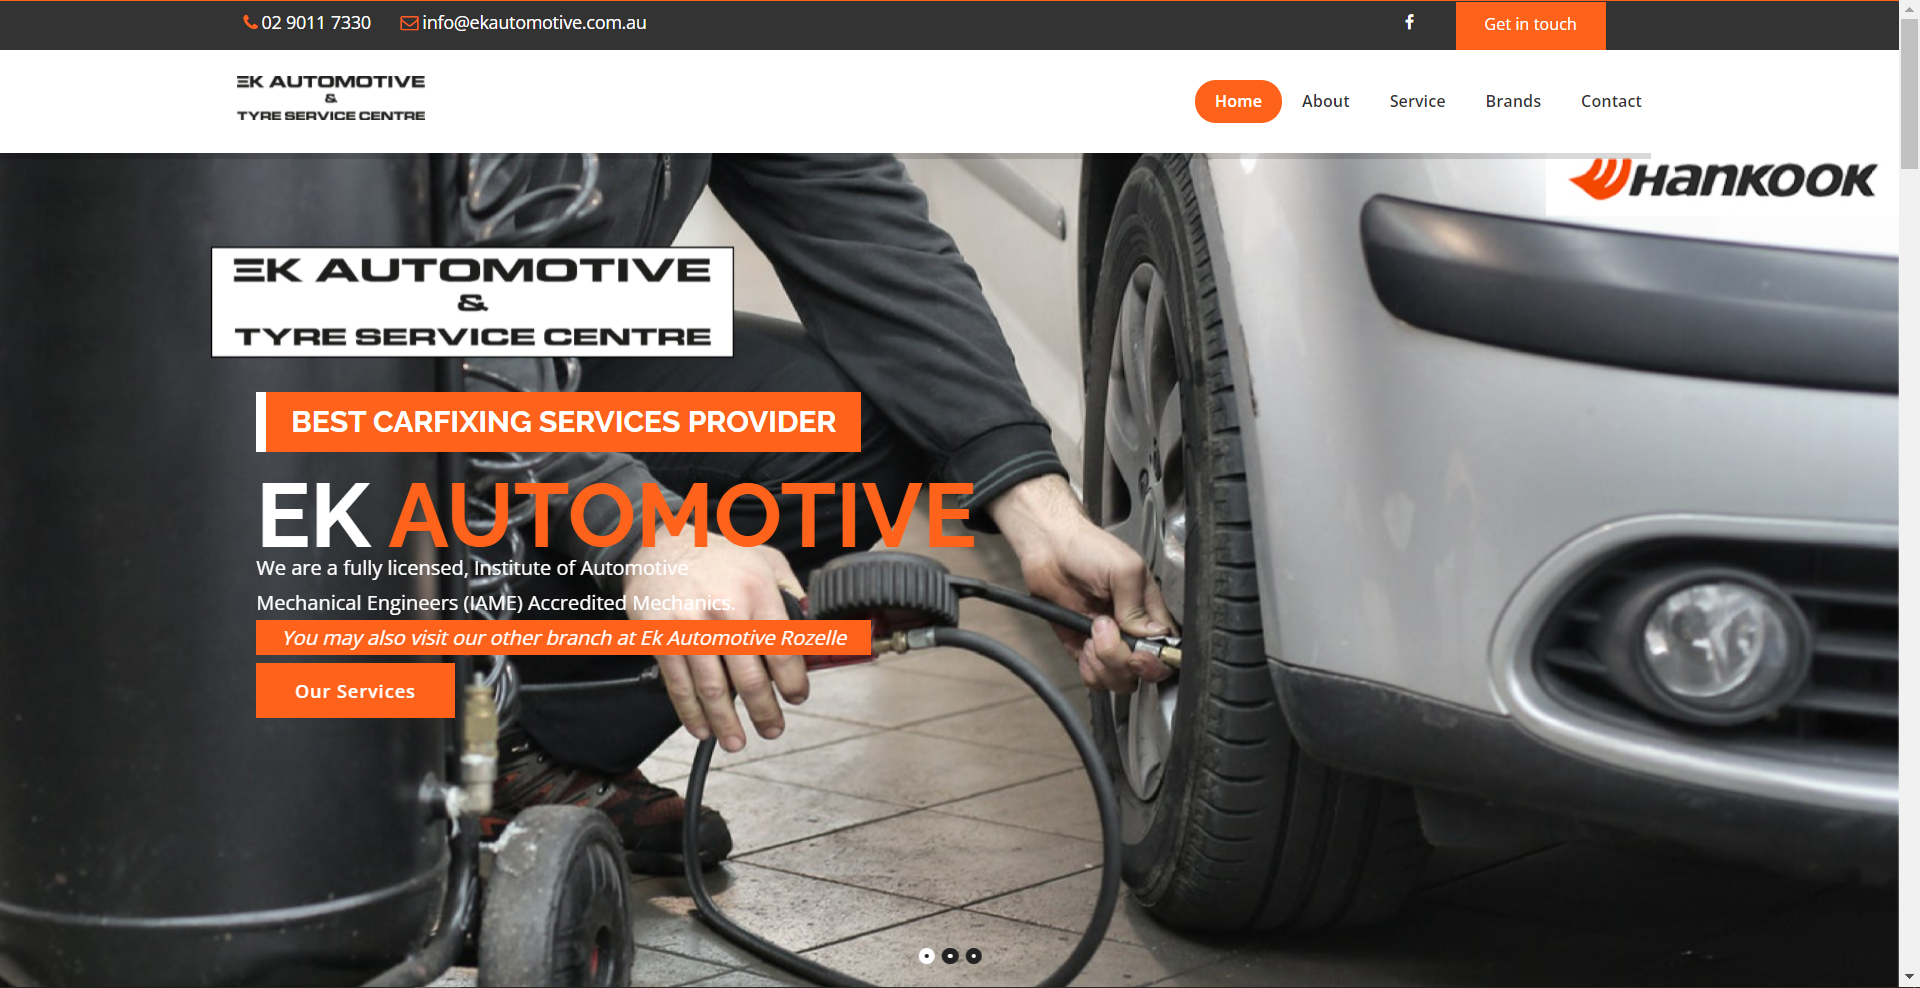 02 9011 7330
info@ekautomotive.com.au
Get in touch
EK AUTOMOTIVE
&
TYRE SERVICE CENTRE
Home
About
Service
Brands
Contact
HANKOOK
EK AUTOMOTIVE
&
TYRE SERVICE CENTRE
BEST CARFIXING SERVICES PROVIDER
EK AUTOMOTIVE
We are a fully licensed, Institute of Automotive
Mechanical Engineers (IAME) Accredited Mechanics.
You may also visit our other branch at Ek Automotive Rozelle
Our Services